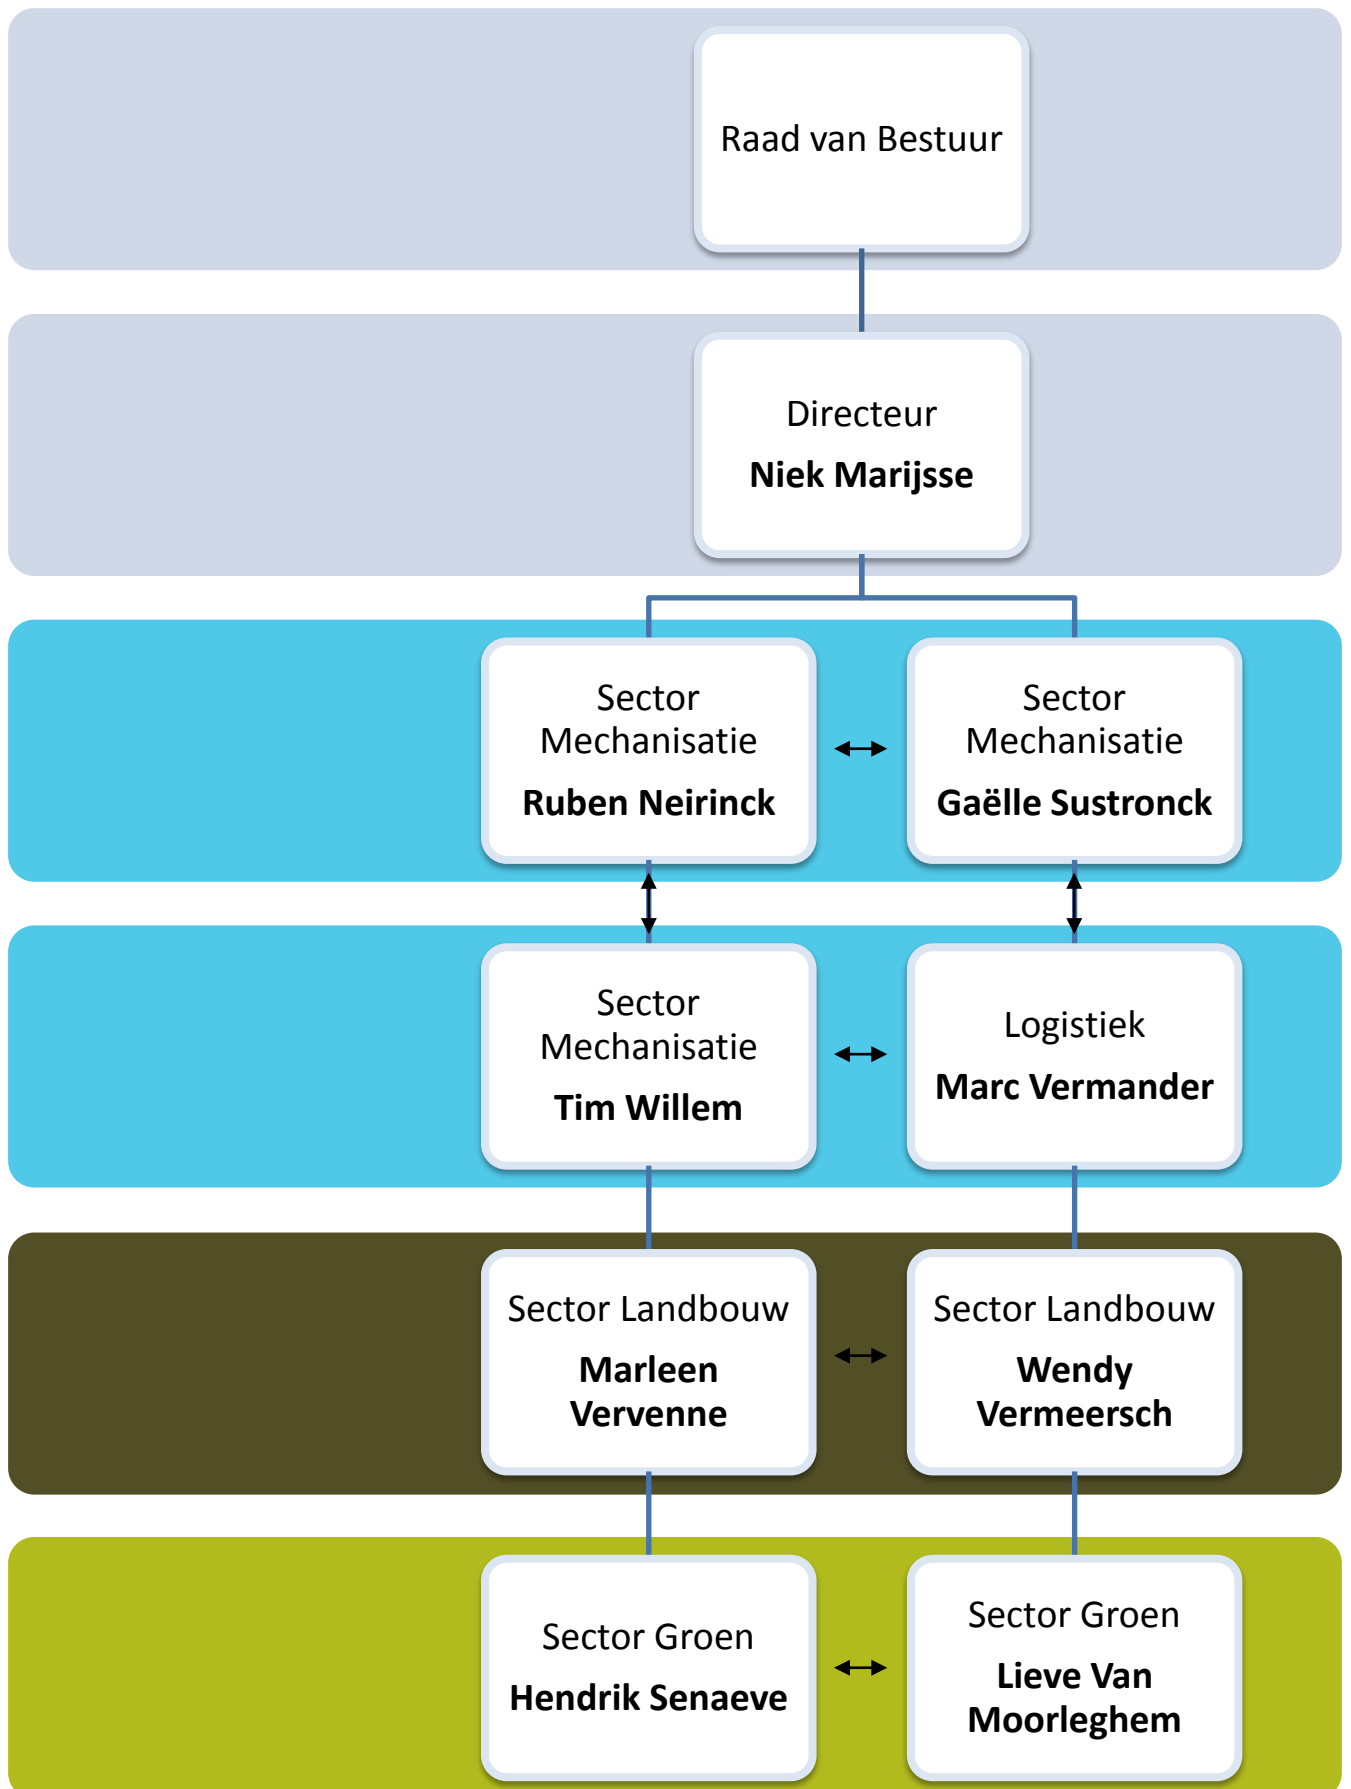 Raad van Bestuur
Directeur
Niek Marijsse
Sector
Mechanisatie
Ruben Neirinck
Sector
Mechanisatie
Gaëlle Sustronck
Sector
Mechanisatie
Tim Willem
Logistiek
Marc Vermander
Sector Landbouw
Marleen
Vervenne
Sector Landbouw
Wendy
Vermeersch
Sector Groen
Hendrik Senaeve
Sector Groen
Lieve Van
Moorleghem